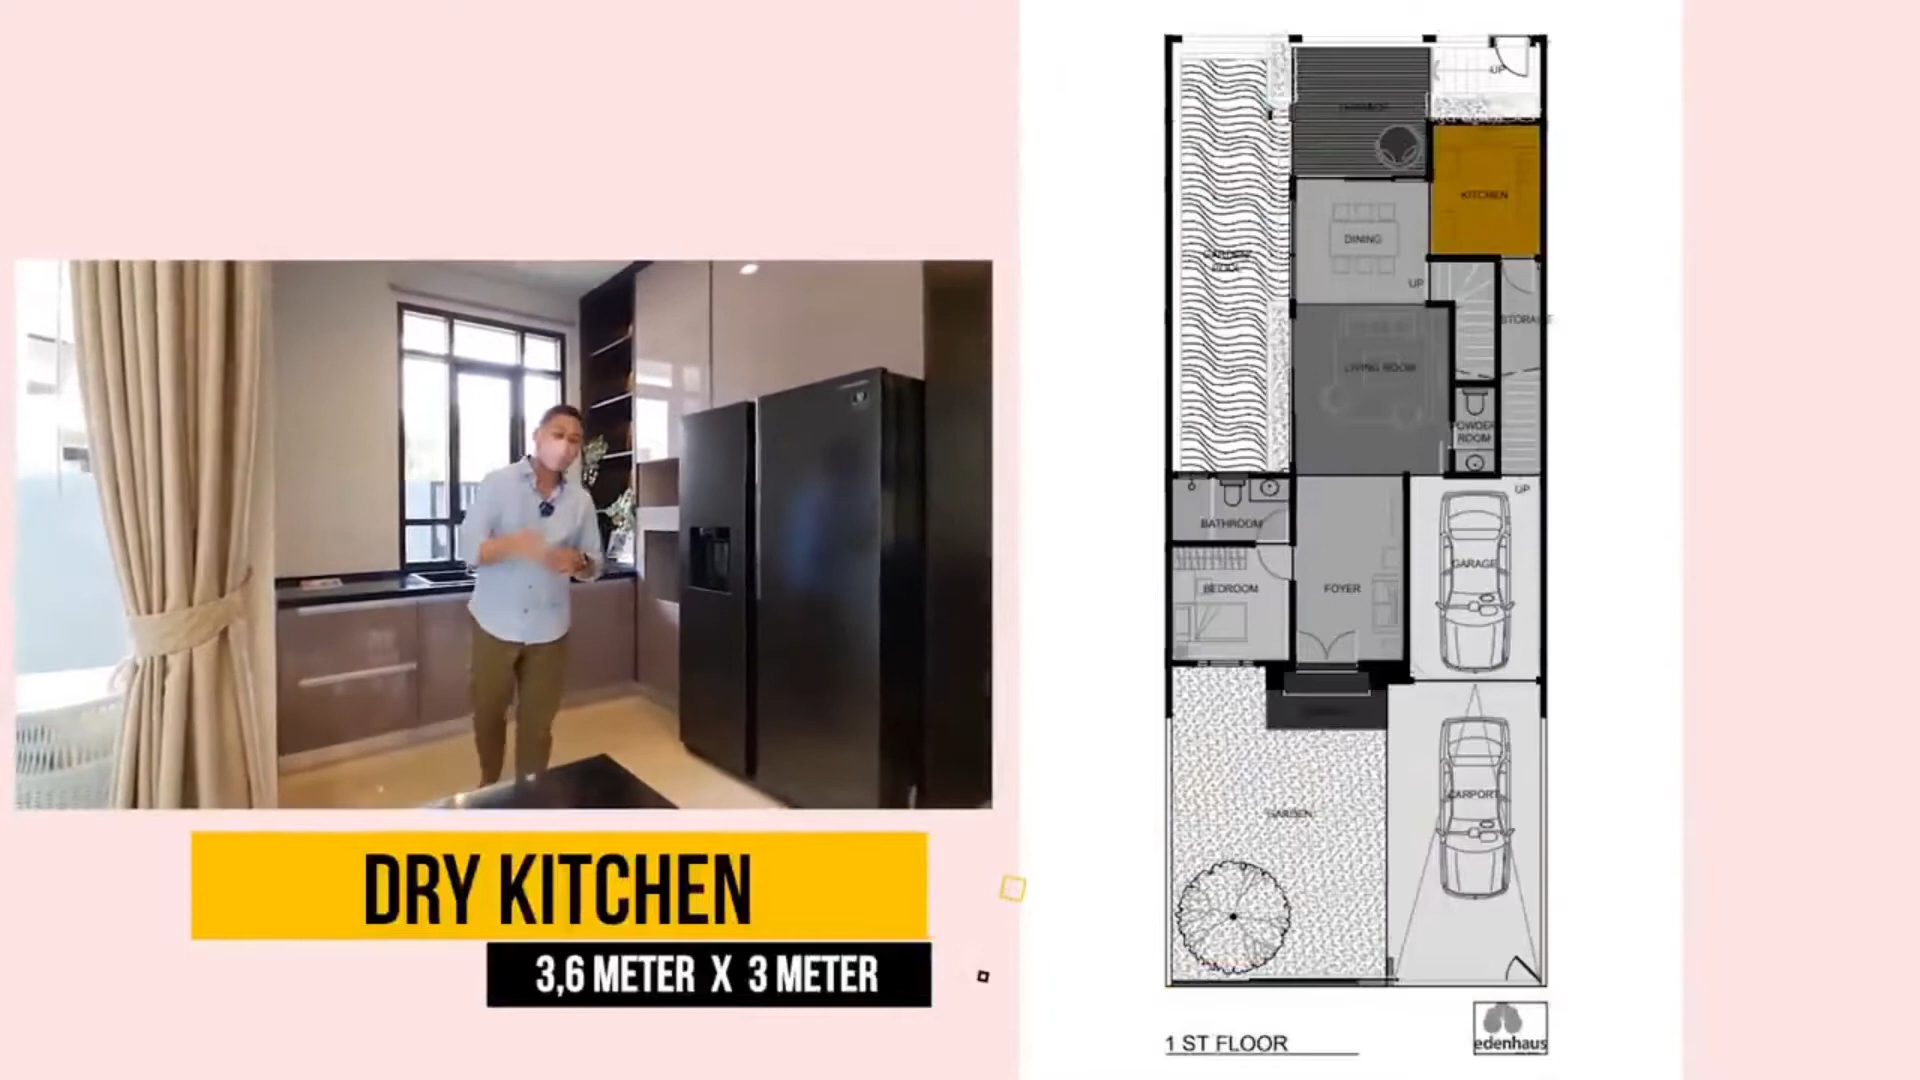 DRY KITCHEN
3,6 METER X 3 METER
UP
KITCHEN
DINING
UP
STORAGE
LIVING ROOM
POWDER
ROOM
UP
BATHROOM
GARAGE
BEDROOM
FOYER
CARPORT
GARDEN
1 ST FLOOR
edenhaus